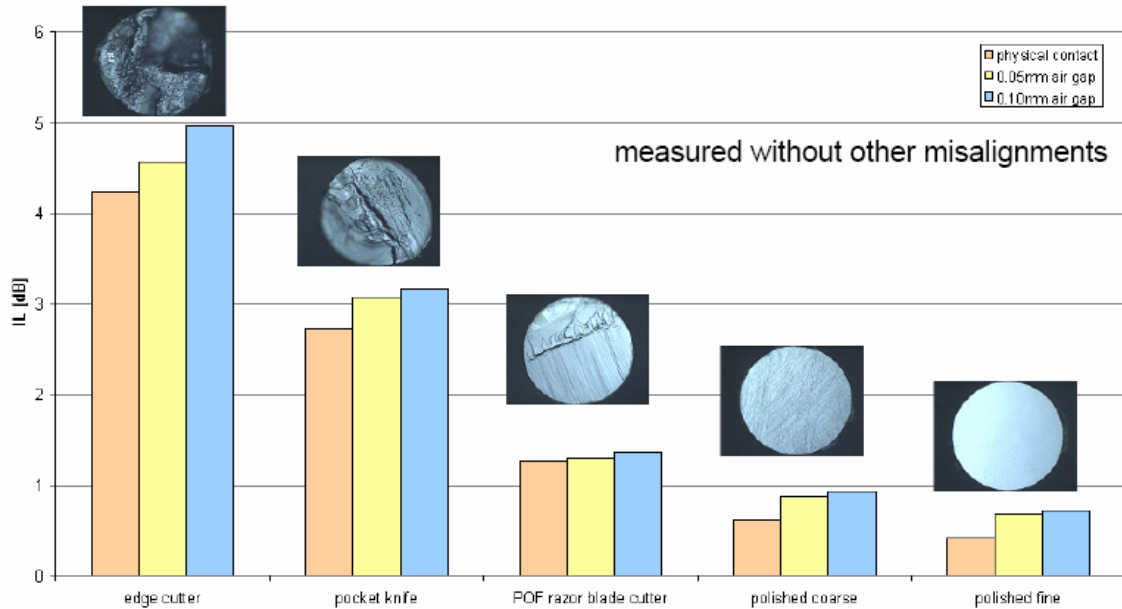 6
physical contact
0.05mm air gap
0.10mm air gap
5
measured without other misalignments
4
IL [dB]
3
2
1
0
edge cutter
pocket knife
POF razor blade cutter
polished coarse
polished fine